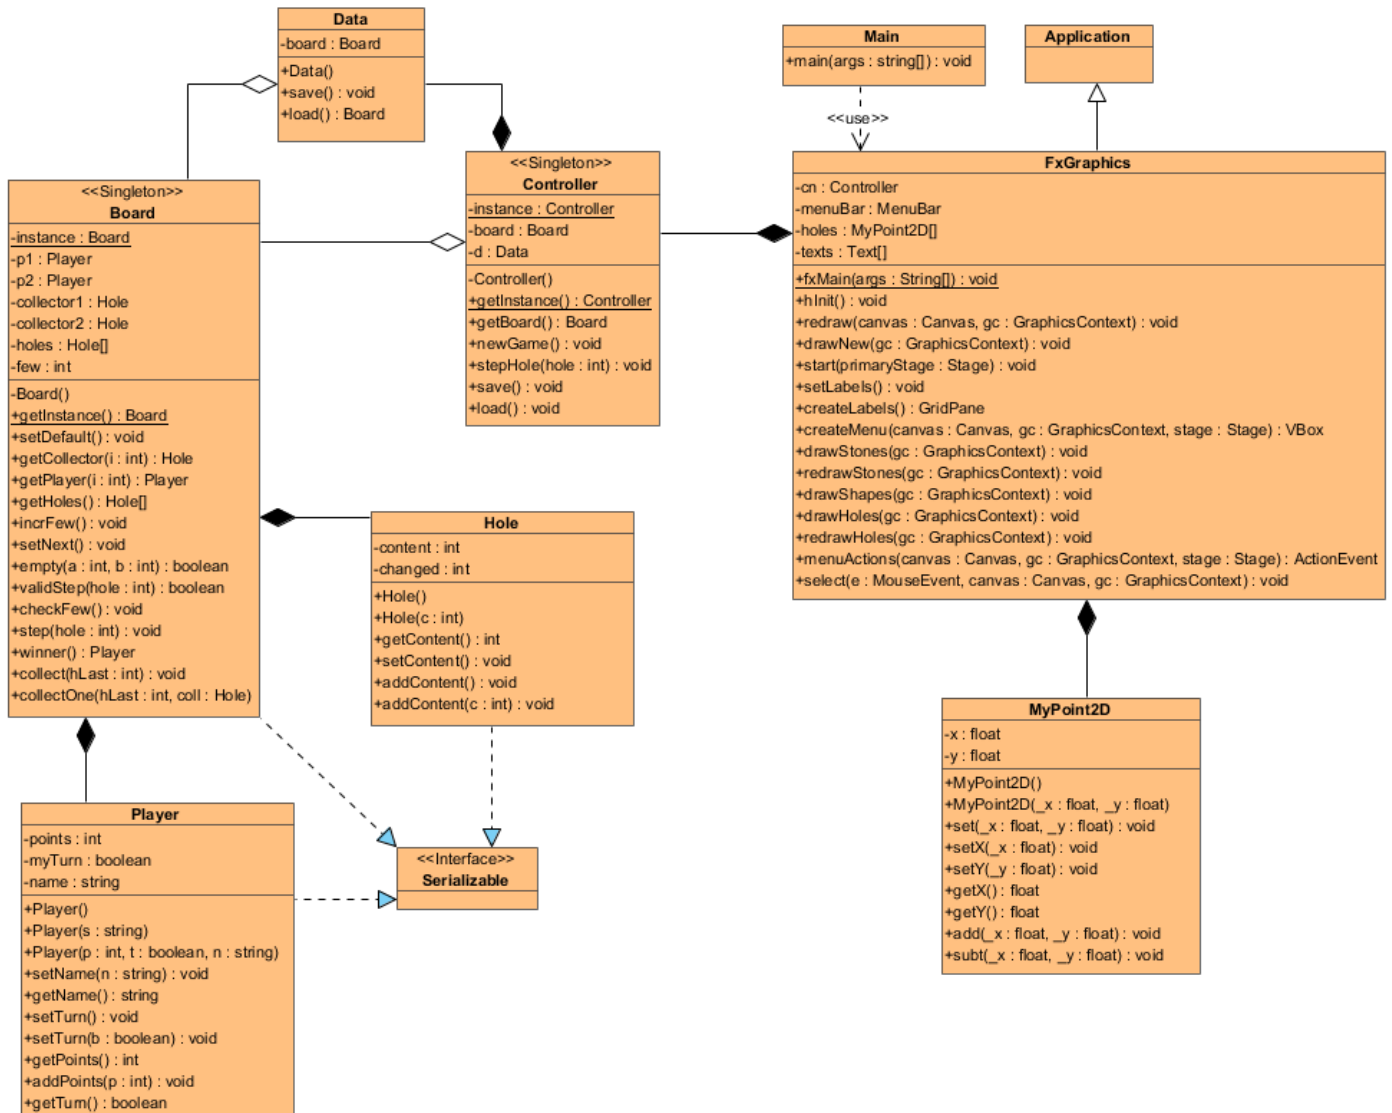 Data
-board : Board
+Data()
+save() : void
+load() : Board
Main
+main(args : string[]) : void
Application
<<use>>
<<Singleton>>
Board
-instance : Board
-p1 : Player
-p2 : Player
-collector1 : Hole
-collector2 : Hole
-holes : Hole[]
-few : int
-Board()
+getInstance() : Board
+setDefault() : void
+getCollector(i : int) : Hole
+getPlayer(i : int) : Player
+getHoles() : Hole[]
+incrFew() : void
+setNext() : void
+empty(a : int, b : int) : boolean
+validStep(hole : int) : boolean
+checkFew() : void
+step(hole : int) : void
+winner() : Player
+collect(hLast : int) : void
+collectOne(hLast : int, coll : Hole)
<<Singleton>>
Controller
-instance : Controller
-board : Board
-d : Data
-Controller()
+getInstance() : Controller
+getBoard() : Board
+newGame() : void
+stepHole(hole : int) : void
+save() : void
+load() : void
FxGraphics
-cn : Controller
-menuBar : MenuBar
-holes : MyPoint2D[]
-texts : Text[]
+fxMain(args : String[]) : void
+hInit() : void
+redraw(canvas : Canvas, gc : GraphicsContext) : void
+drawNew(gc : GraphicsContext) : void
+start(primaryStage : Stage) : void
+setLabels() : void
+createLabels() : GridPane
+createMenu(canvas : Canvas, gc : GraphicsContext, stage : Stage) : VBox
+drawStones(gc : GraphicsContext) : void
+redrawStones(gc : GraphicsContext) : void
+drawShapes(gc : GraphicsContext) : void
+drawHoles(gc : GraphicsContext) : void
+redrawHoles(gc : GraphicsContext) : void
+menuActions(canvas : Canvas, gc : GraphicsContext, stage : Stage) : ActionEvent
+select(e : MouseEvent, canvas : Canvas, gc : GraphicsContext) : void
Hole
-content : int
-changed : int
+Hole()
+Hole(c : int)
+getContent() : int
+setContent() : void
+addContent() : void
+addContent(c : int) : void
MyPoint2D
-x : float
-y : float
+MyPoint2D()
+MyPoint2D(_x : float, _y : float)
+set(_x : float, _y : float) : void
+setX(_x : float) : void
+setY(_y : float) : void
+getX() : float
+getY() : float
+add(_x : float, _y : float) : void
+subt(_x : float, _y : float) : void
Player
-points : int
-myTurn : boolean
-name : string
+Player()
+Player(s : string)
+Player(p : int, t : boolean, n : string)
+setName(n : string) : void
+getName() : string
+setTurn() : void
+setTurn(b : boolean) : void
+getPoints() : int
+addPoints(p : int) : void
+getTurn() : boolean
<<Interface>>
Serializable